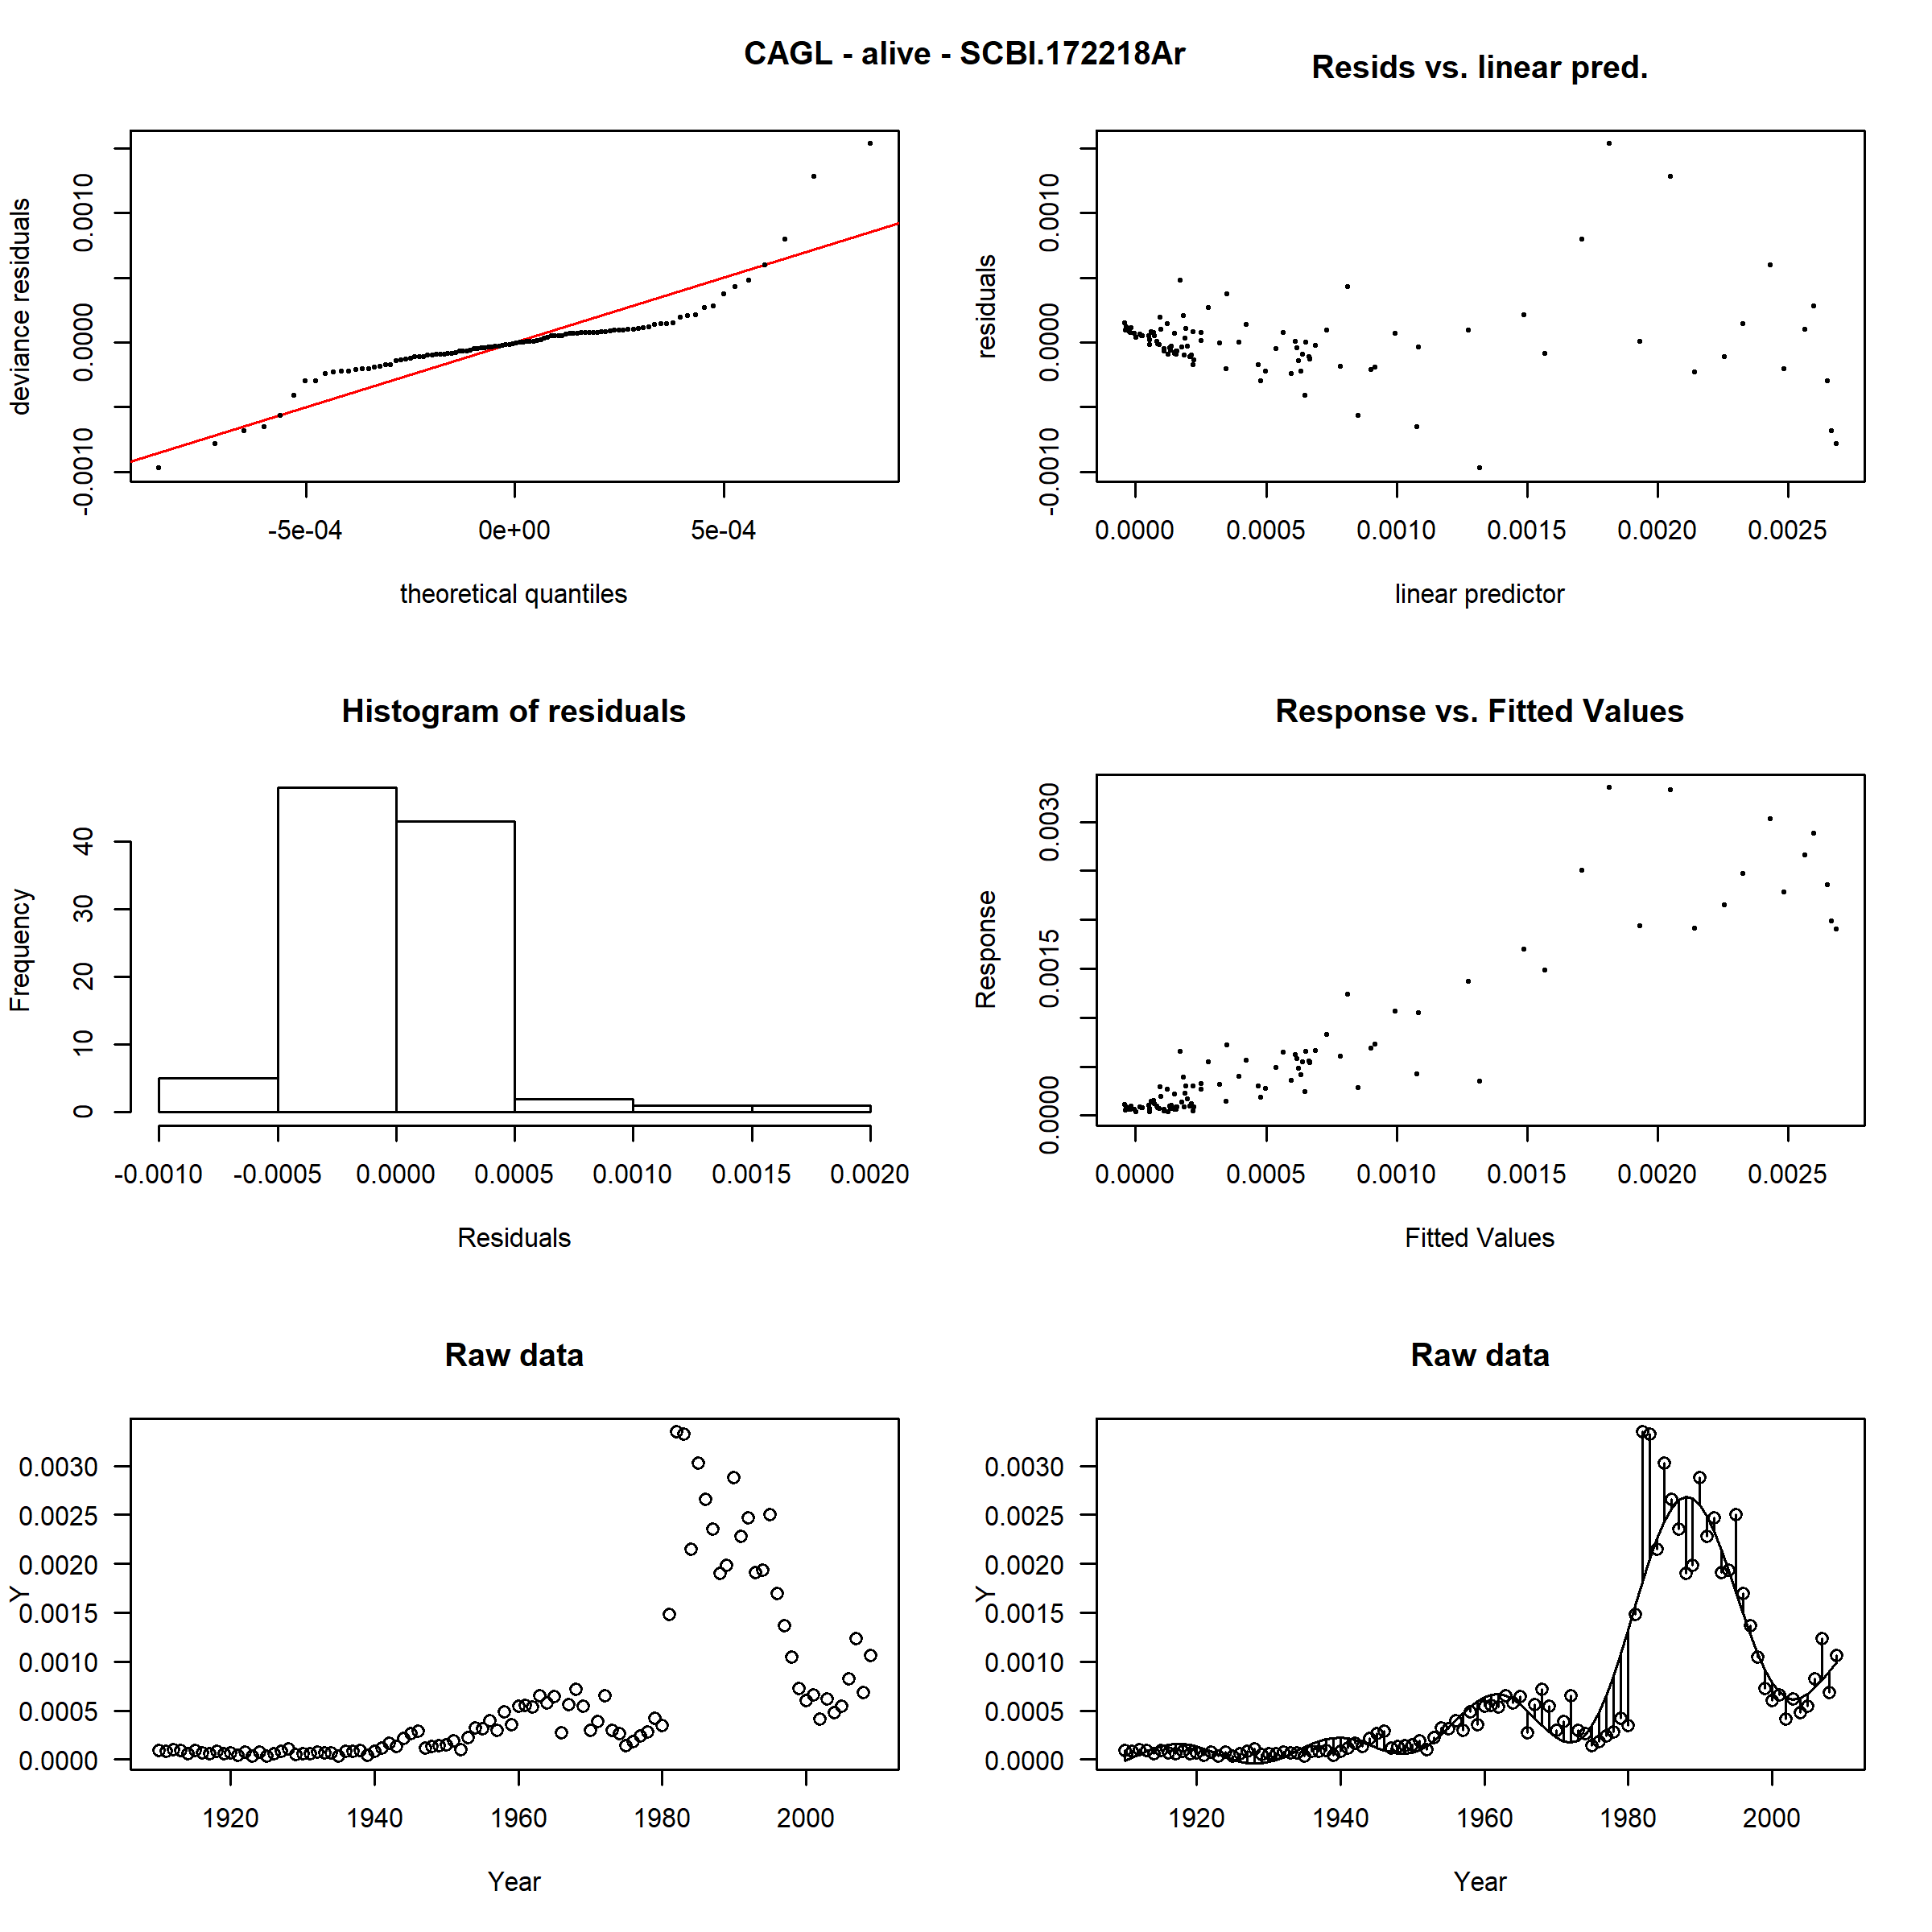 CAGL - alive - SCBI.172218Ar
Resids vs. linear pred.
deviance residuals
-0.0010 0.0000 0.0010
-5e-04 0e+00 5e-04
theoretical quantiles
residuals
-0.0010 0.0000 0.0010
0.0000 0.0005 0.0010 0.0015 0.0020 0.0025
linear predictor
Histogram of residuals
Frequency
0 10 20 30 40
-0.0010 -0.0005 0.0000 0.0005 0.0010 0.0015 0.0020
Residuals
Response vs. Fitted Values
Response
0.0000 0.0015 0.0030
0.0000 0.0005 0.0010 0.0015 0.0020 0.0025
Fitted Values
Raw data
Y
0.0030
0.0025
0.0020
0.0015
0.0010
0.0005
0.0000
1920 1940 1960 1980 2000
Year
Raw data
Y
0.0030
0.0025
0.0020
0.0015
0.0010
0.0005
0.0000
1920 1940 1960 1980 2000
Year